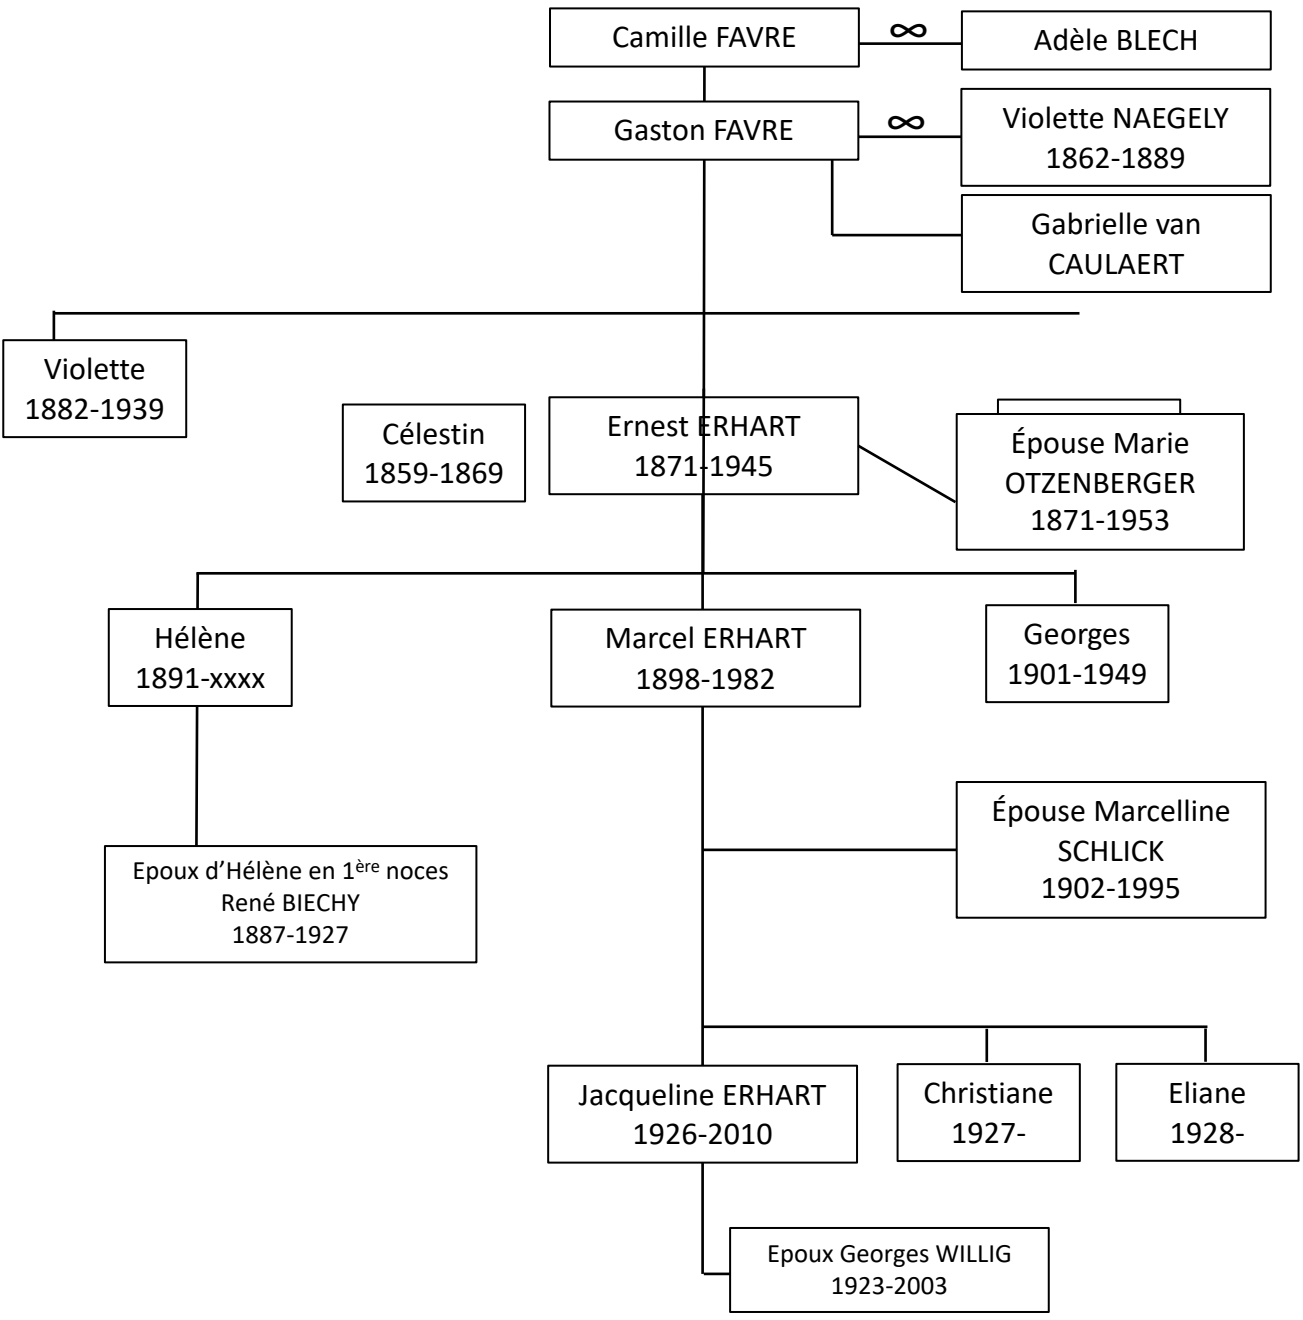 Camille FAVRE
∞
Adèle BLECH
Gaston FAVRE
∞
Violette NAEGELY
1862-1889
Gabrielle van
CAULAERT
Violette
1882-1939
Célestin
1859-1869
Ernest ERHART
1871-1945
Épouse Marie
OTZENBERGER
1871-1953
Hélène
1891-xxxx
Marcel ERHART
1898-1982
Georges
1901-1949
Épouse Marcelline
SCHLICK
1902-1995
Epoux d’Hélène en 1ère noces
René BIECHY
1887-1927
Jacqueline ERHART
1926-2010
Christiane
1927-
Eliane
1928-
Epoux Georges WILLIG
1923-2003